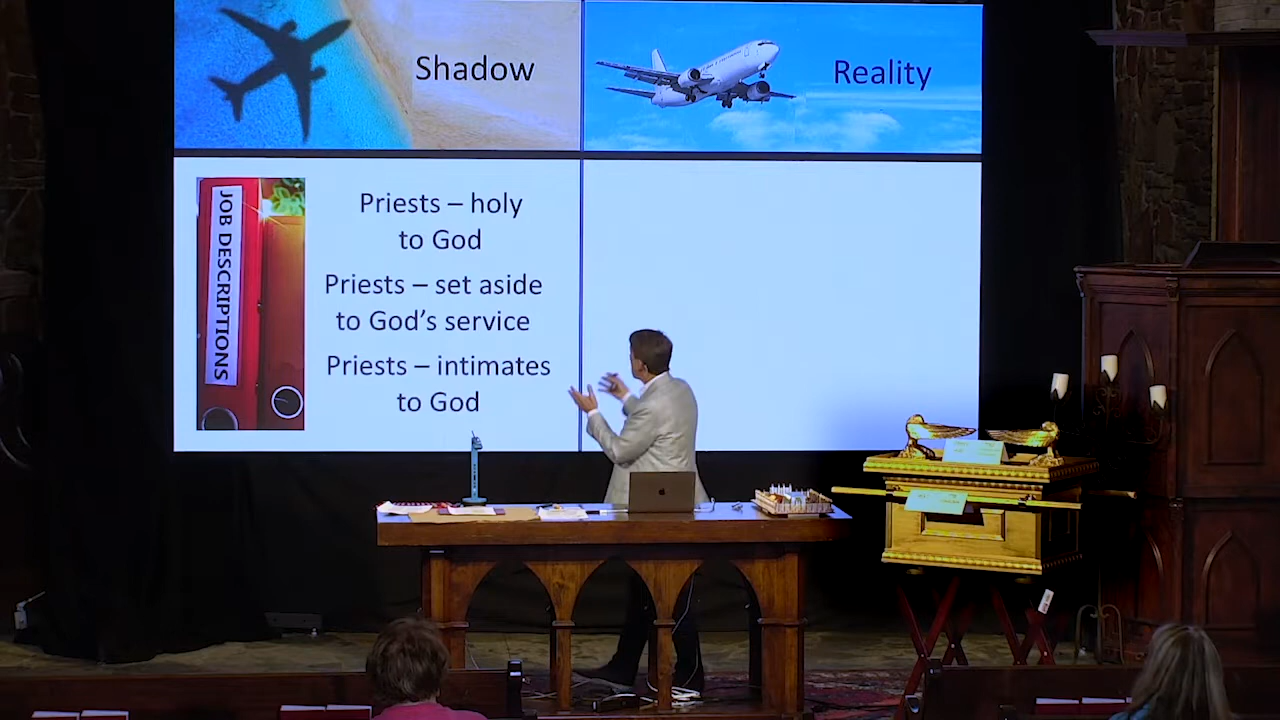 Shadow
Reality
JOB DESCRIPTIONS
Priests – holy
to God
Priests – set aside
to God's service
Priests – intimates
to God